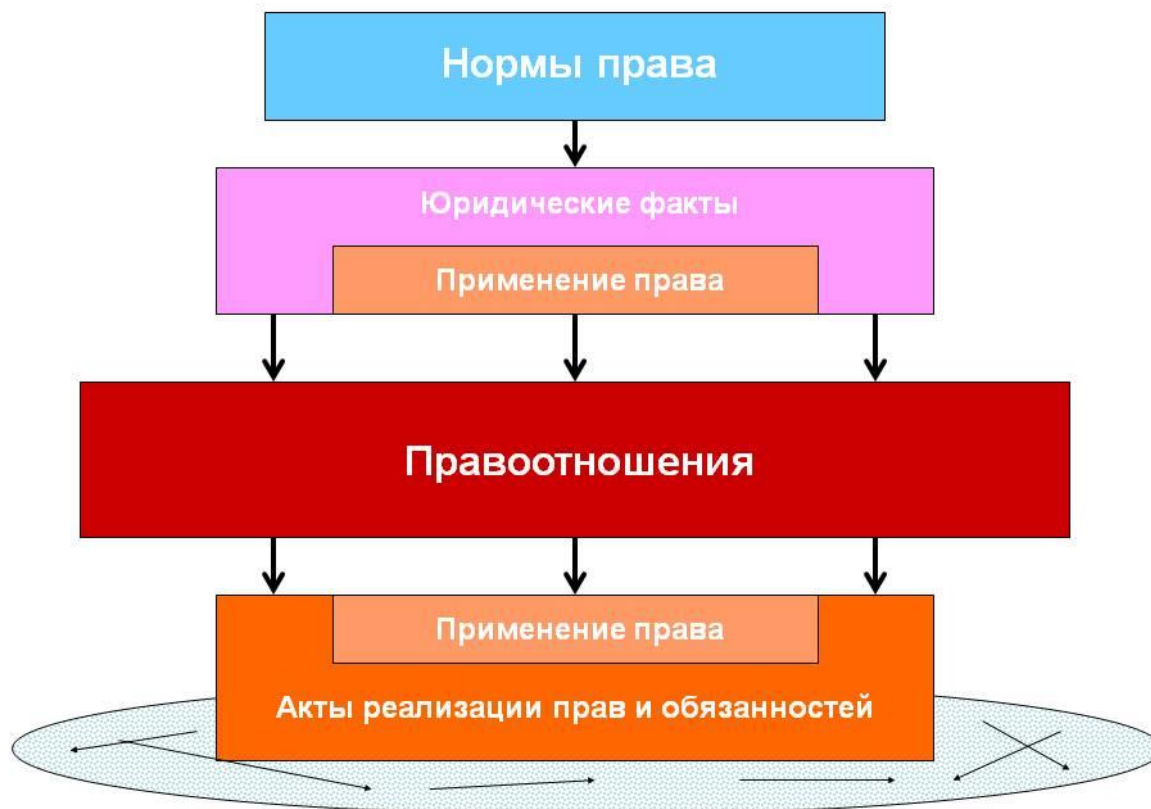 Нормы права
Юридические факты
Применение права
Правоотношения
Применение права
Акты реализации прав и обязанностей